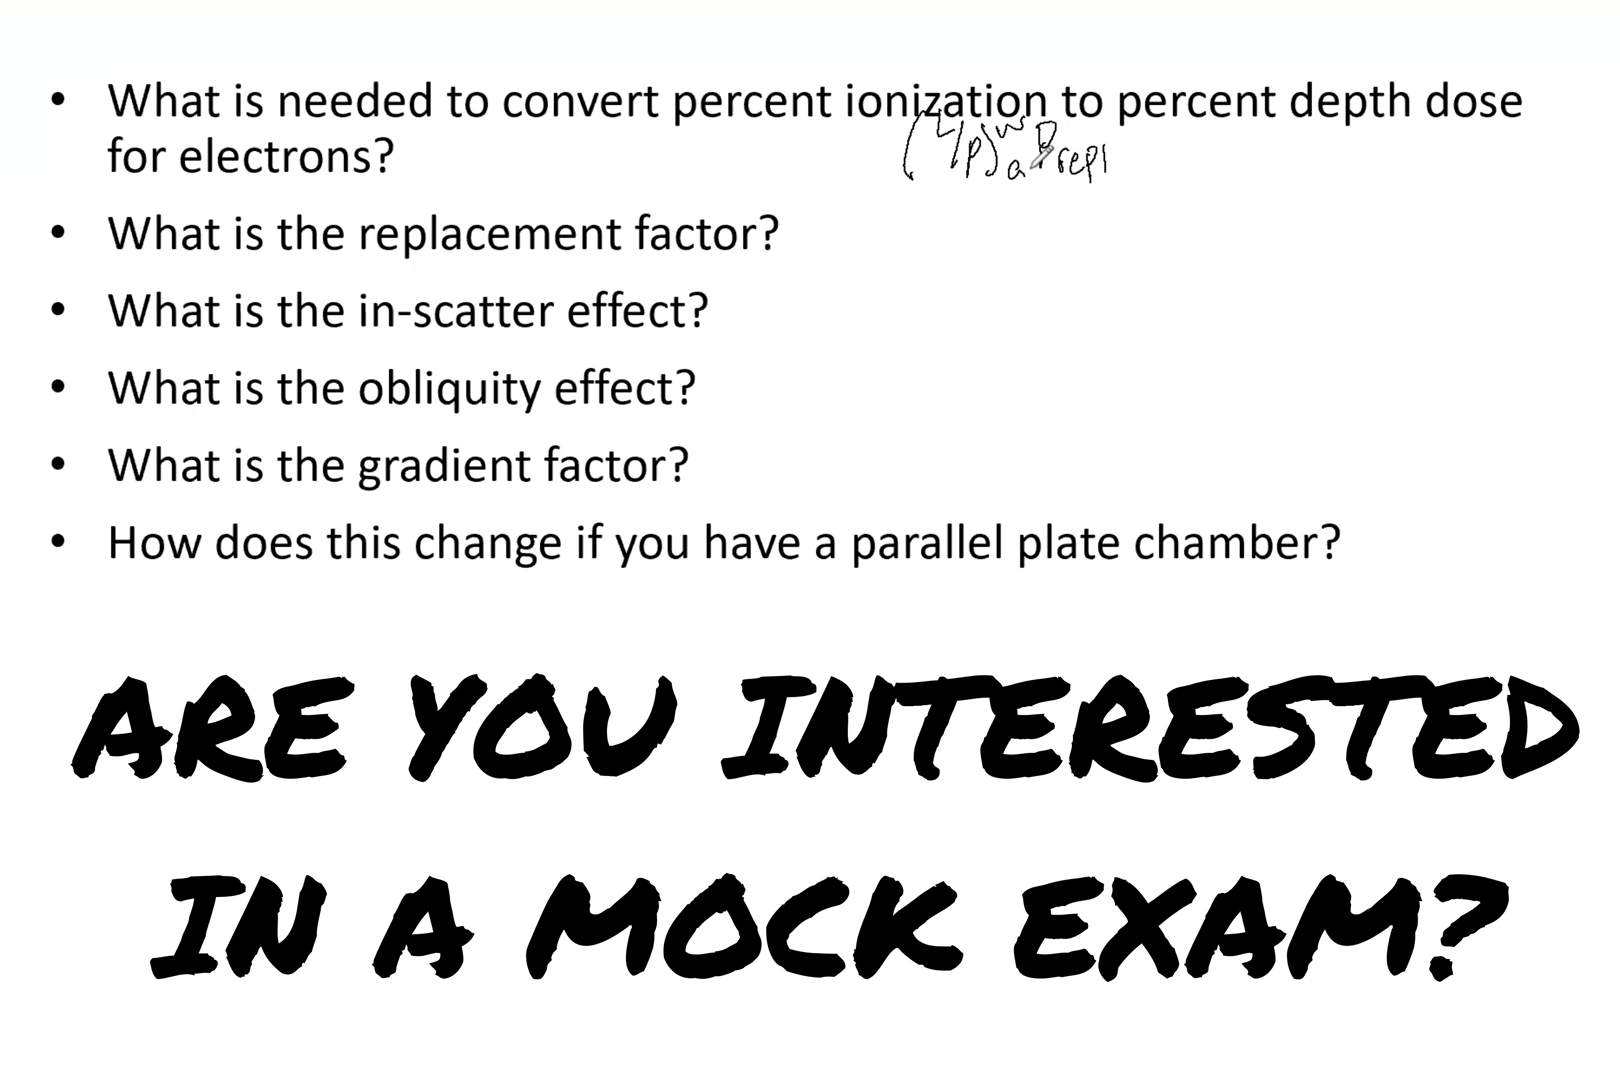 • What is needed to convert percent ionization to percent depth dose
for electrons?
(L/ρ)ʷₐ Prepl
• What is the replacement factor?
• What is the in-scatter effect?
• What is the obliquity effect?
• What is the gradient factor?
• How does this change if you have a parallel plate chamber?
ARE YOU INTERESTED
IN A MOCK EXAM?